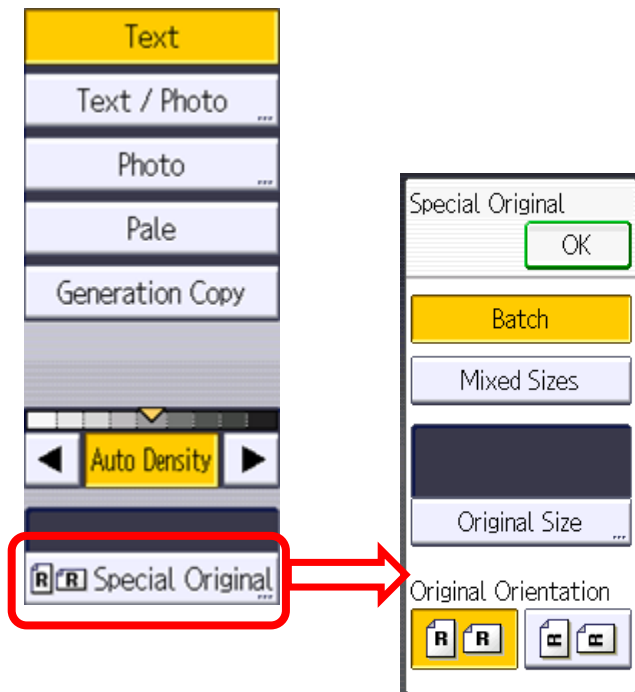 Text
Text / Photo
Photo
Pale
Generation Copy
Auto Density
R R Special Original
Special Original
OK
Batch
Mixed Sizes
Original Size
Original Orientation
R R R R